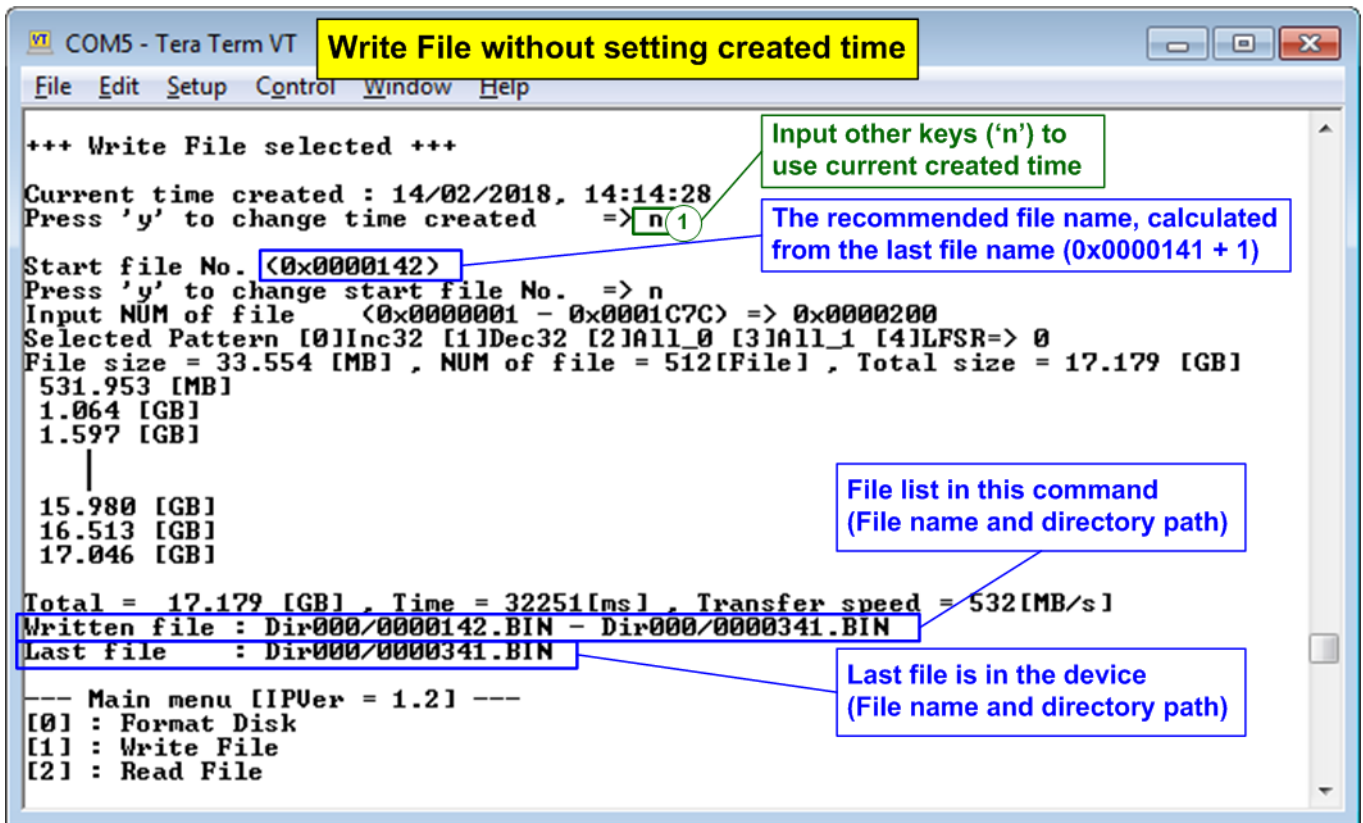 COM5 - Tera Term VT
Write File without setting created time
File Edit Setup Control Window Help
+++ Write File selected +++
Input other keys (‘n’) to
use current created time
Current time created : 14/02/2018, 14:14:28
Press 'y' to change time created => n
1
The recommended file name, calculated
from the last file name (0x0000141 + 1)
Start file No. (0x0000142)
Press 'y' to change start file No. => n
Input NUM of file (0x0000001 - 0x0001C7C) => 0x0000200
Selected Pattern [0]Inc32 [1]Dec32 [2]All_0 [3]All_1 [4]LFSR=> 0
File size = 33.554 [MB] , NUM of file = 512[File] , Total size = 17.179 [GB]
531.953 [MB]
1.064 [GB]
1.597 [GB]
15.980 [GB]
16.513 [GB]
17.046 [GB]
File list in this command
(File name and directory path)
Total = 17.179 [GB] , Time = 32251[ms] , Transfer speed = 532[MB/s]
Written file : Dir000/0000142.BIN - Dir000/0000341.BIN
Last file : Dir000/0000341.BIN
Last file is in the device
(File name and directory path)
--- Main menu [IPVer = 1.2] ---
[0] : Format Disk
[1] : Write File
[2] : Read File